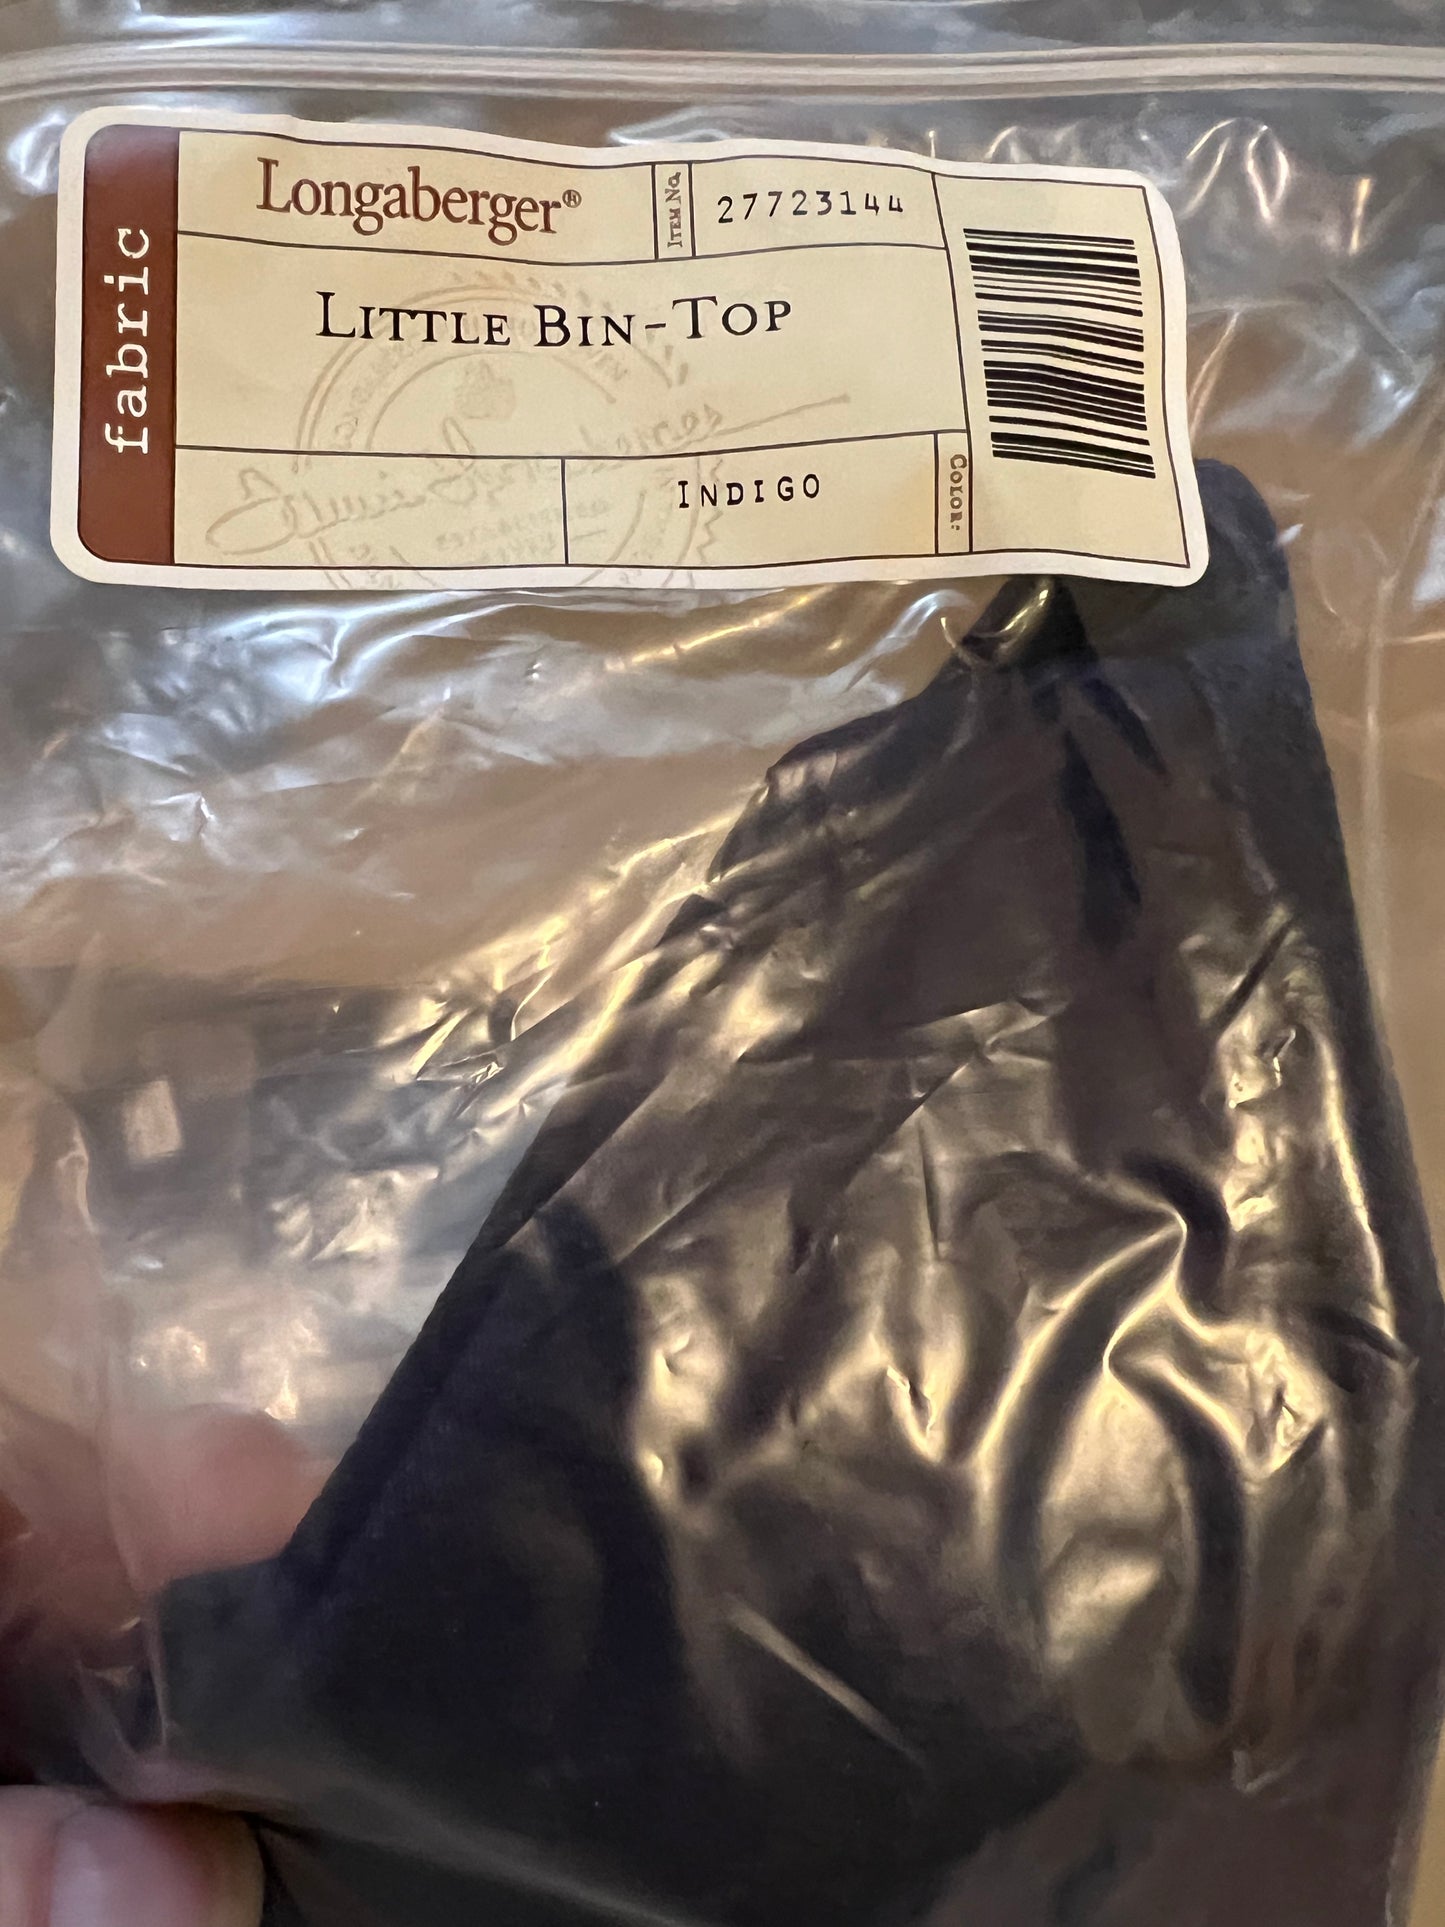 fabric
Longaberger®
Item No.
27723144
Little Bin-Top
Indigo
Color: